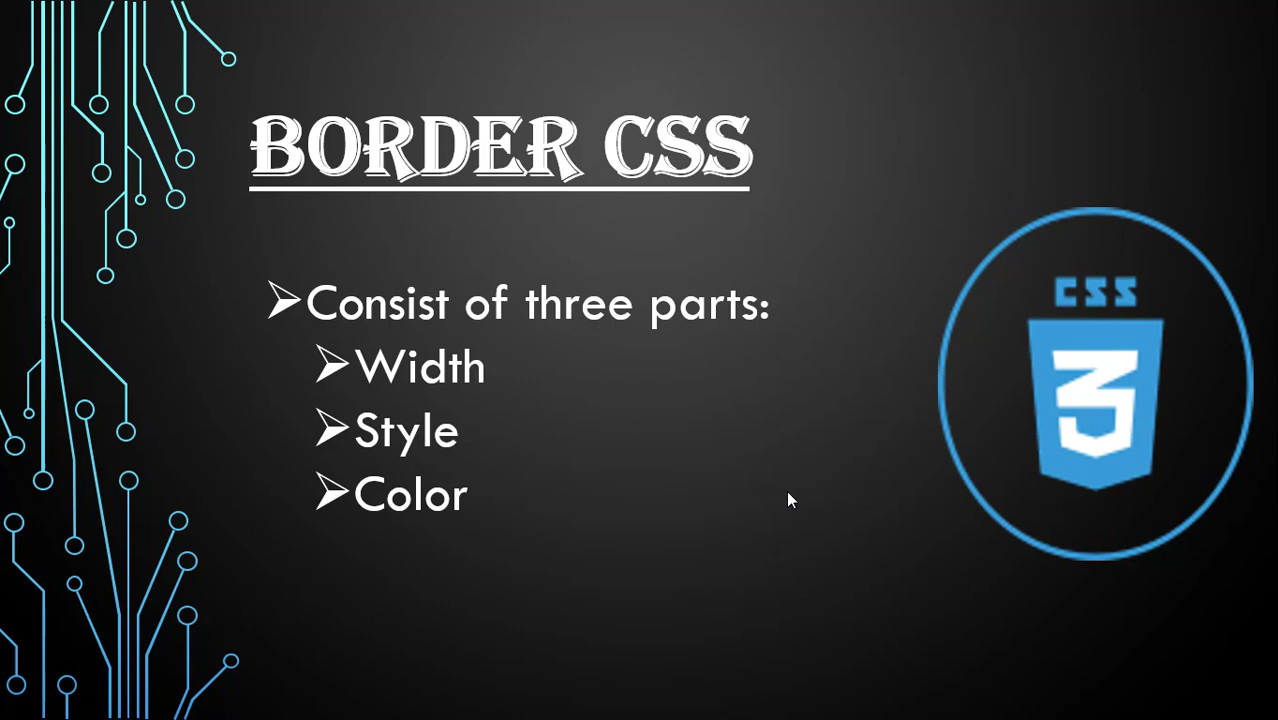 BORDER CSS
Consist of three parts:
Width
Style
Color
CSS
3